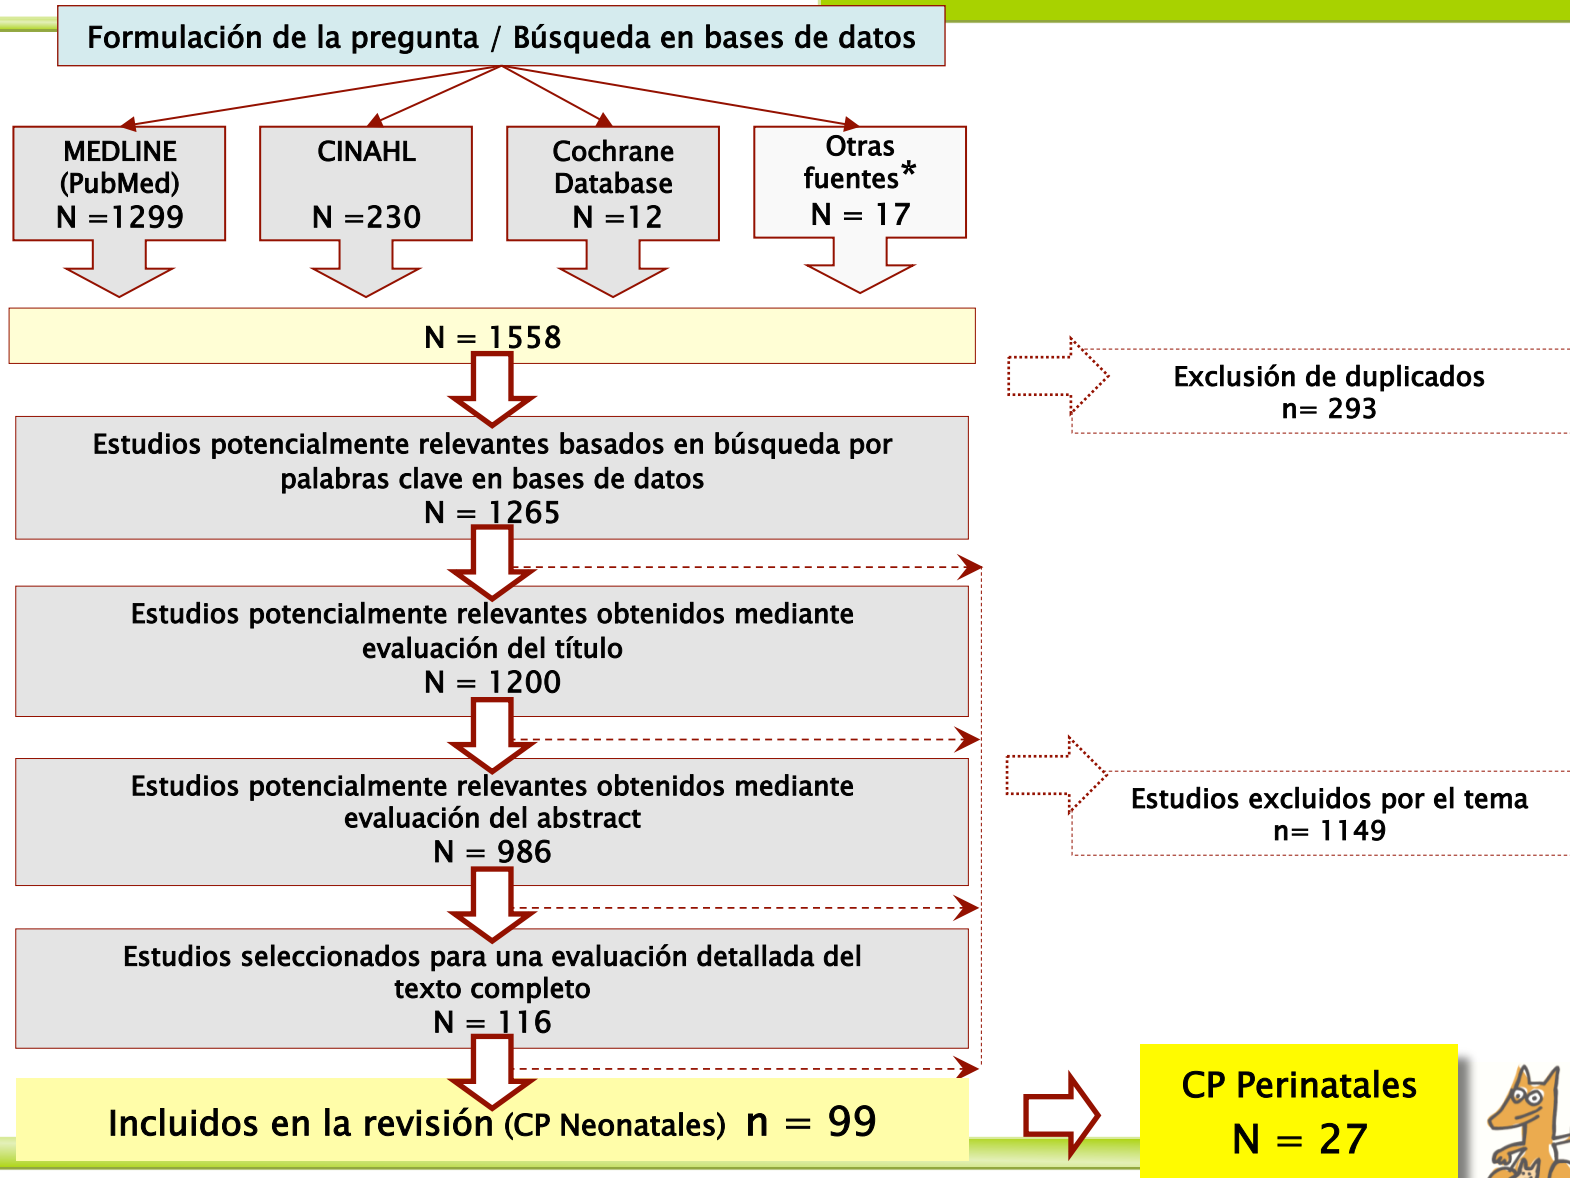 Formulación de la pregunta / Búsqueda en bases de datos
MEDLINE
(PubMed)
N =1299
CINAHL
N =230
Cochrane
Database
N =12
Otras
fuentes*
N = 17
N = 1558
Exclusión de duplicados
n= 293
Estudios potencialmente relevantes basados en búsqueda por
palabras clave en bases de datos
N = 1265
Estudios potencialmente relevantes obtenidos mediante
evaluación del título
N = 1200
Estudios potencialmente relevantes obtenidos mediante
evaluación del abstract
N = 986
Estudios excluidos por el tema
n= 1149
Estudios seleccionados para una evaluación detallada del
texto completo
N = 116
Incluidos en la revisión (CP Neonatales) n = 99
CP Perinatales
N = 27